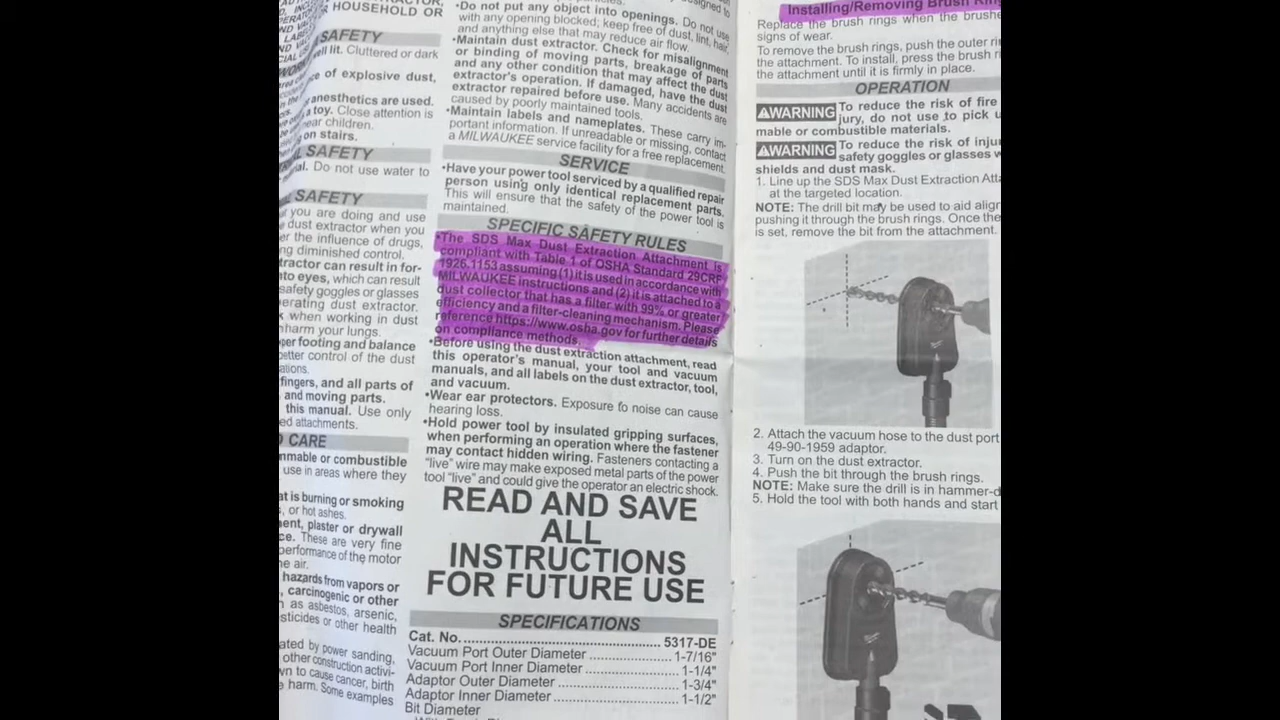 HOUSEHOLD OR
SAFETY
well lit. Cluttered or dark
of explosive dust,
anesthetics are used.
a toy. Close attention is
near children.
on stairs.
SAFETY
Do not use water to
SAFETY
you are doing and use
dust extractor when you
the influence of drugs,
diminished control.
can result in for-
eyes, which can result
safety goggles or glasses
dust extractor.
when working in dust
harm your lungs.
footing and balance
better control of the dust
fingers, and all parts of
and moving parts.
this manual. Use only
attachments.
CARE
or combustible
use in areas where they
is burning or smoking
or hot ashes.
plaster or drywall
These are very fine
performance of the motor
air.
hazards from vapors or
carcinogenic or other
as asbestos, arsenic,
or other health
by power sanding,
other construction activi-
to cause cancer, birth
harm. Some examples
•Do not put any object into openings. Do not use
with any opening blocked; keep free of dust, lint, hair,
and anything else that may reduce air flow.
•Maintain dust extractor. Check for misalignment
or binding of moving parts, breakage of parts
and any other condition that may affect the dust
extractor's operation. If damaged, have the dust
extractor repaired before use. Many accidents are
caused by poorly maintained tools.
•Maintain labels and nameplates. These carry im-
portant information. If unreadable or missing, contact
a MILWAUKEE service facility for a free replacement.
SERVICE
•Have your power tool serviced by a qualified repair
person using only identical replacement parts.
This will ensure that the safety of the power tool is
maintained.
SPECIFIC SAFETY RULES
•The SDS Max Dust Extraction Attachment is
compliant with Table 1 of OSHA Standard 29CRF
1926.1153 assuming (1) it is used in accordance with
MILWAUKEE instructions and (2) it is attached to a
dust collector that has a filter with 99% or greater
efficiency and a filter-cleaning mechanism. Please
reference https://www.osha.gov for further details
on compliance methods.
•Before using the dust extraction attachment, read
this operator's manual, your tool and vacuum
manuals, and all labels on the dust extractor, tool,
and vacuum.
•Wear ear protectors. Exposure to noise can cause
hearing loss.
•Hold power tool by insulated gripping surfaces,
when performing an operation where the fastener
may contact hidden wiring. Fasteners contacting a
"live" wire may make exposed metal parts of the power
tool "live" and could give the operator an electric shock.
READ AND SAVE
ALL
INSTRUCTIONS
FOR FUTURE USE
SPECIFICATIONS
Cat. No. 5317-DE
Vacuum Port Outer Diameter 1-7/16"
Vacuum Port Inner Diameter 1-1/4"
Adaptor Outer Diameter 1-3/4"
Adaptor Inner Diameter 1-1/2"
Bit Diameter
Installing/Removing Brush
Replace the brush rings when the
signs of wear.
To remove the brush rings, push the outer
the attachment. To install, press the brush
the attachment until it is firmly in place.
OPERATION
WARNING To reduce the risk of fire
do not use to pick
mable or combustible materials.
WARNING To reduce the risk of
safety goggles or glasses
shields and dust mask.
1. Line up the SDS Max Dust Extraction
at the targeted location.
NOTE: The drill bit may be used to aid
pushing it through the brush rings. Once the
is set, remove the bit from the attachment.
2. Attach the vacuum hose to the dust port
49-90-1959 adaptor.
3. Turn on the dust extractor.
4. Push the bit through the brush rings.
NOTE: Make sure the drill is in
5. Hold the tool with both hands and start